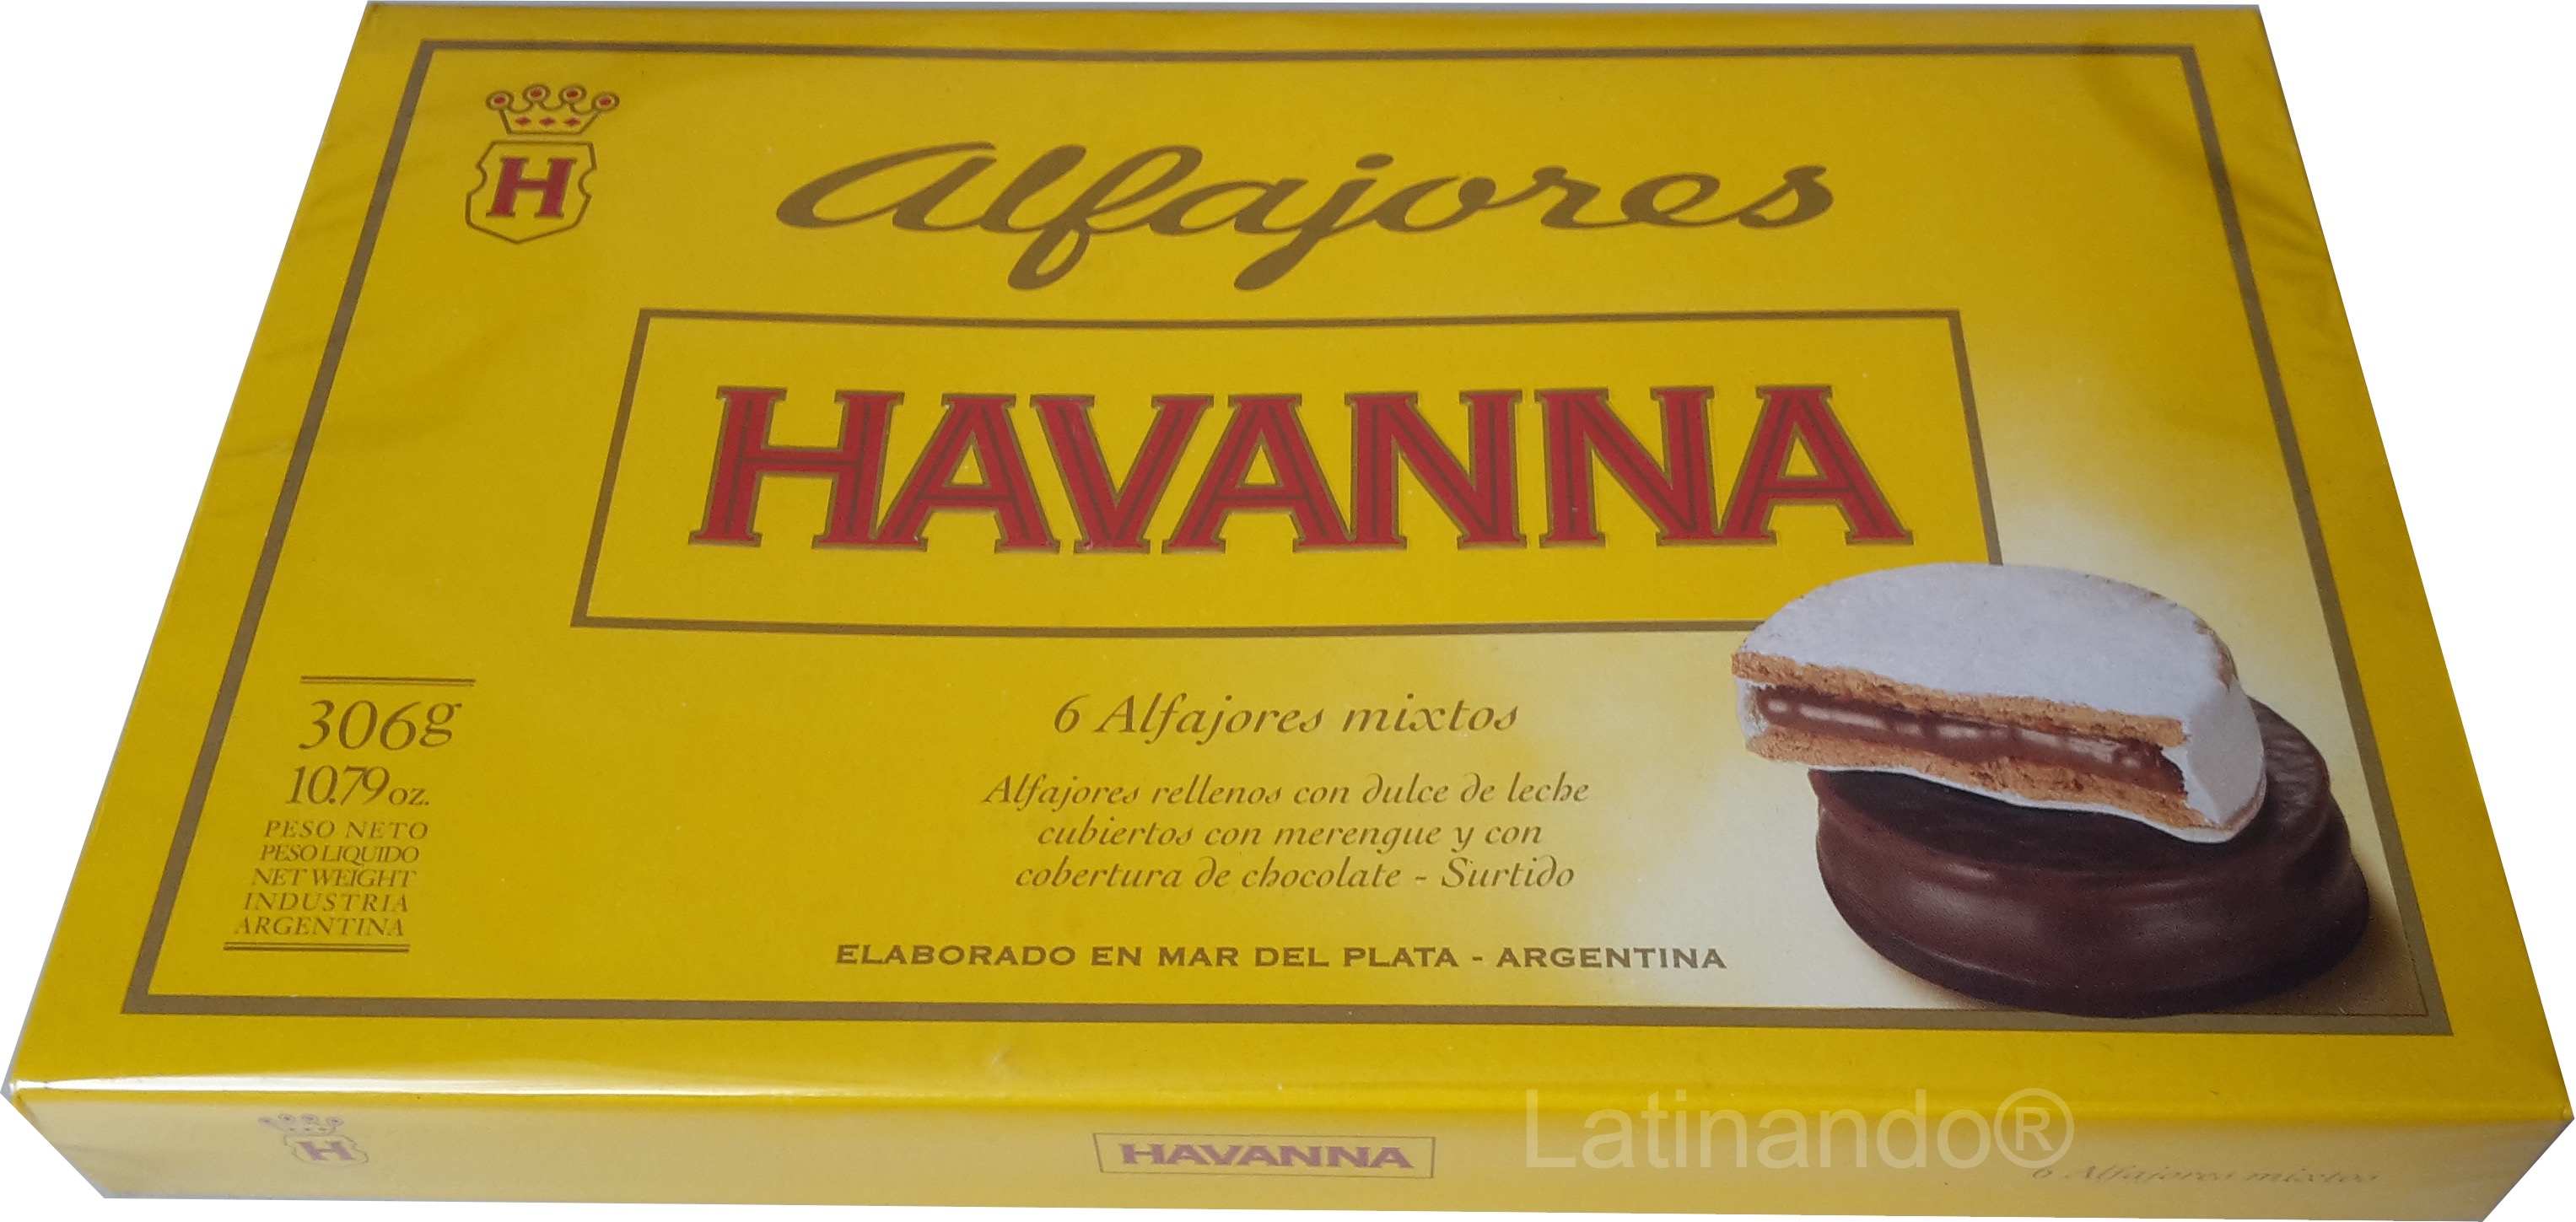 H
Alfajores
HAVANNA
306g
10.79 oz.
PESO NETO
PESO LIQUIDO
NET WEIGHT
INDUSTRIA
ARGENTINA
6 Alfajores mixtos
Alfajores rellenos con dulce de leche
cubiertos con merengue y con
cobertura de chocolate - Surtido
ELABORADO EN MAR DEL PLATA - ARGENTINA
Latinando®
H
HAVANNA
6 Alfajores mixtos